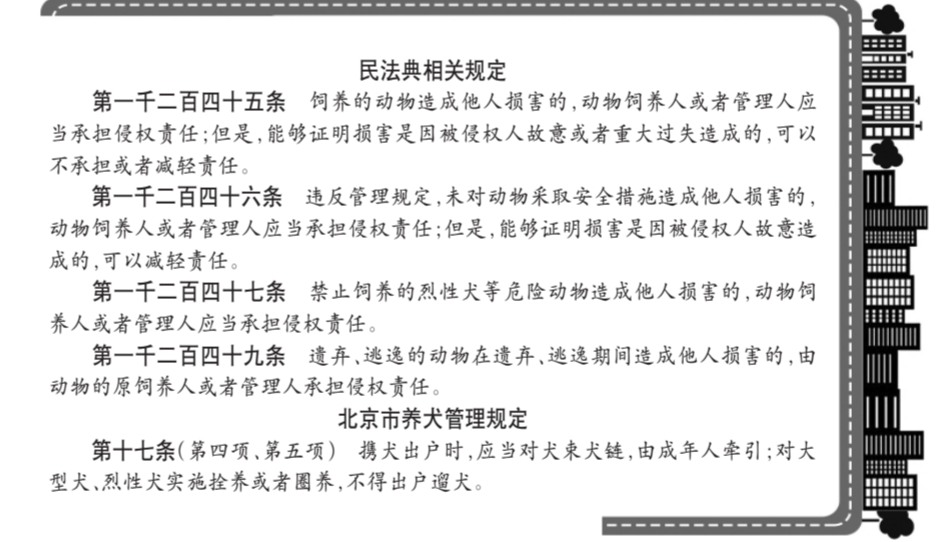 民法典相关规定
第一千二百四十五条　饲养的动物造成他人损害的,动物饲养人或者管理人应
当承担侵权责任;但是,能够证明损害是因被侵权人故意或者重大过失造成的,可以
不承担或者减轻责任。
第一千二百四十六条　违反管理规定,未对动物采取安全措施造成他人损害的,
动物饲养人或者管理人应当承担侵权责任;但是,能够证明损害是因被侵权人故意造
成的,可以减轻责任。
第一千二百四十七条　禁止饲养的烈性犬等危险动物造成他人损害的,动物饲
养人或者管理人应当承担侵权责任。
第一千二百四十九条　遗弃、逃逸的动物在遗弃、逃逸期间造成他人损害的,由
动物的原饲养人或者管理人承担侵权责任。
北京市养犬管理规定
第十七条(第四项、第五项)　携犬出户时,应当对犬束犬链,由成年人牵引;对大
型犬、烈性犬实施拴养或者圈养,不得出户遛犬。